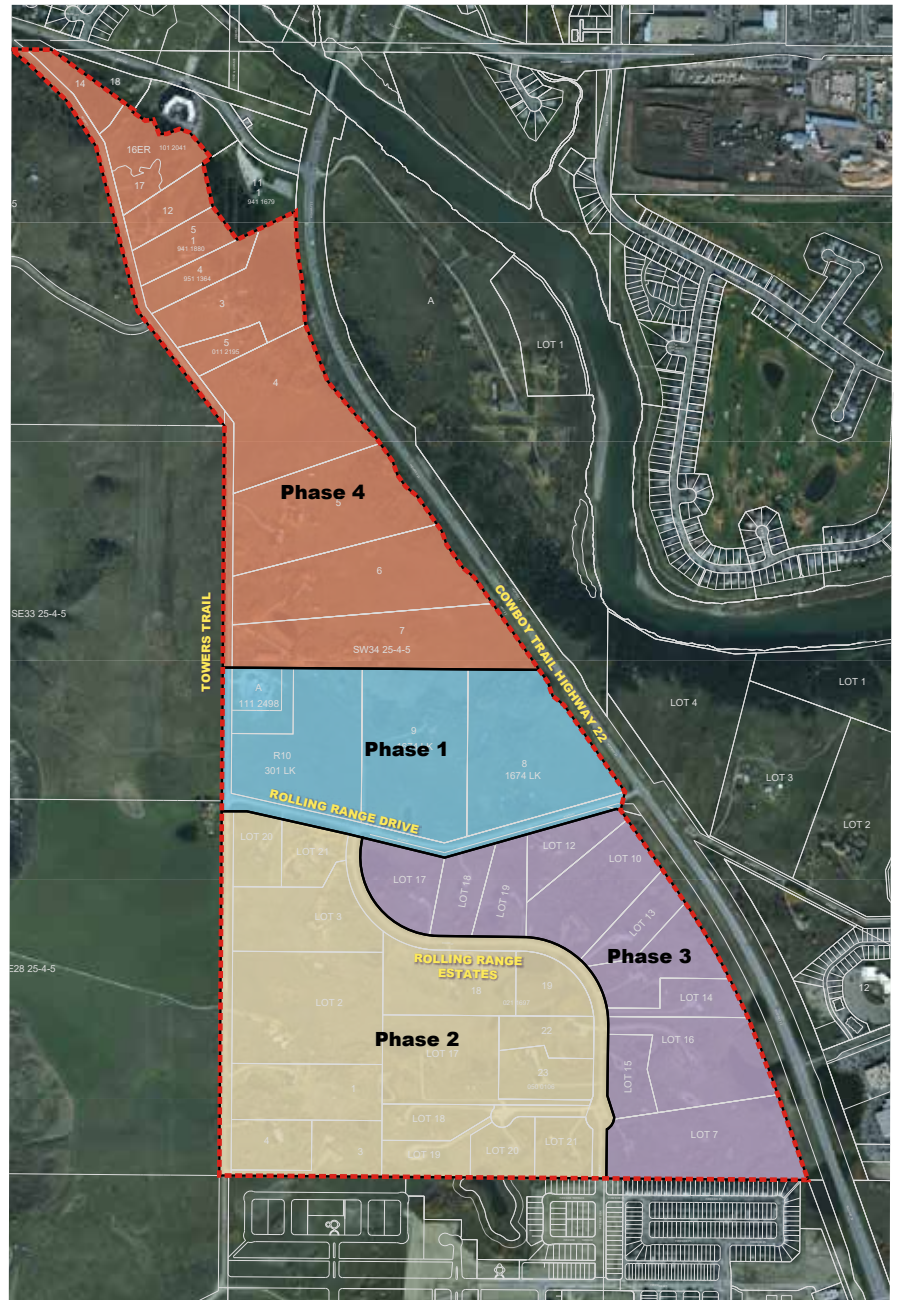 14
18
16ER
101 2041
17
941 1679
12
5
1
941 1880
4
951 1364
3
5
911 2195
4
A
LOT 1
Phase 4
6
7
SW34 25-4-5
TOWERS TRAIL
COWBOY TRAIL HIGHWAY 22
SE33 25-4-5
LOT 1
LOT 4
LOT 3
LOT 2
A
111 2498
R10
301 LK
9
Phase 1
8
1674 LK
ROLLING RANGE DRIVE
LOT 20
LOT 21
LOT 3
LOT 17
LOT 18
LOT 19
LOT 12
LOT 10
LOT 13
Phase 3
LOT 14
LOT 16
LOT 15
LOT 7
ROLLING RANGE
ESTATES
18
19
E28 25-4-5
12
LOT 2
Phase 2
LOT 17
22
23
LOT 18
LOT 19
LOT 20
LOT 21
4
3